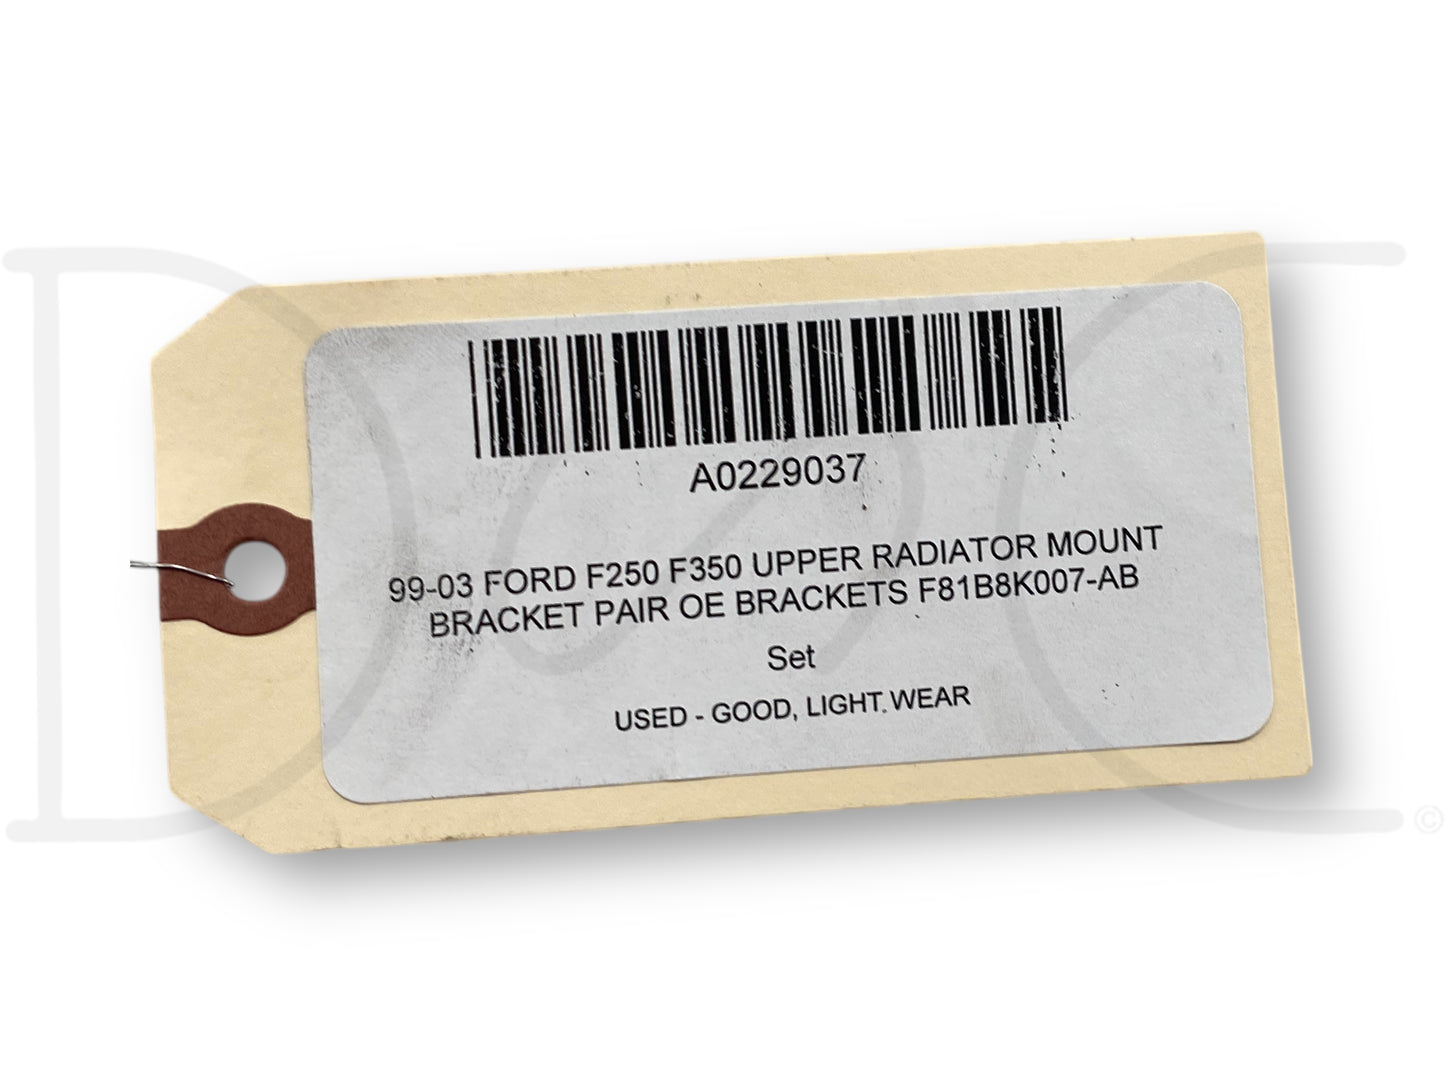 A0229037
99-03 FORD F250 F350 UPPER RADIATOR MOUNT
BRACKET PAIR OE BRACKETS F81B8K007-AB
Set
USED - GOOD, LIGHT WEAR
©